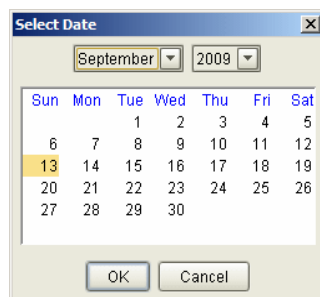 Select Date
September 2009
Sun Mon Tue Wed Thu Fri Sat
1 2 3 4 5
6 7 8 9 10 11 12
13 14 15 16 17 18 19
20 21 22 23 24 25 26
27 28 29 30
OK Cancel